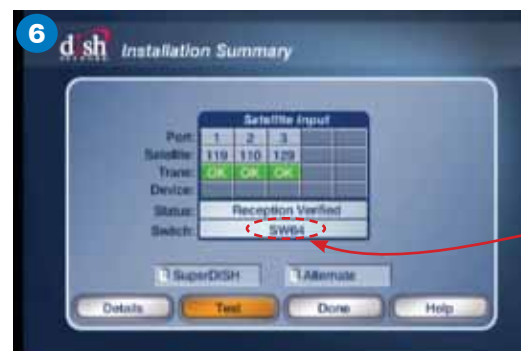 6
dish Installation Summary
NETWORK
Satellite Input
Port: 1 2 3
Satellite: 119 110 129
Trans: OK OK OK
Device:
Status: Reception Verified
Switch: SW64
SuperDISH Alternate
Details Test Done Help